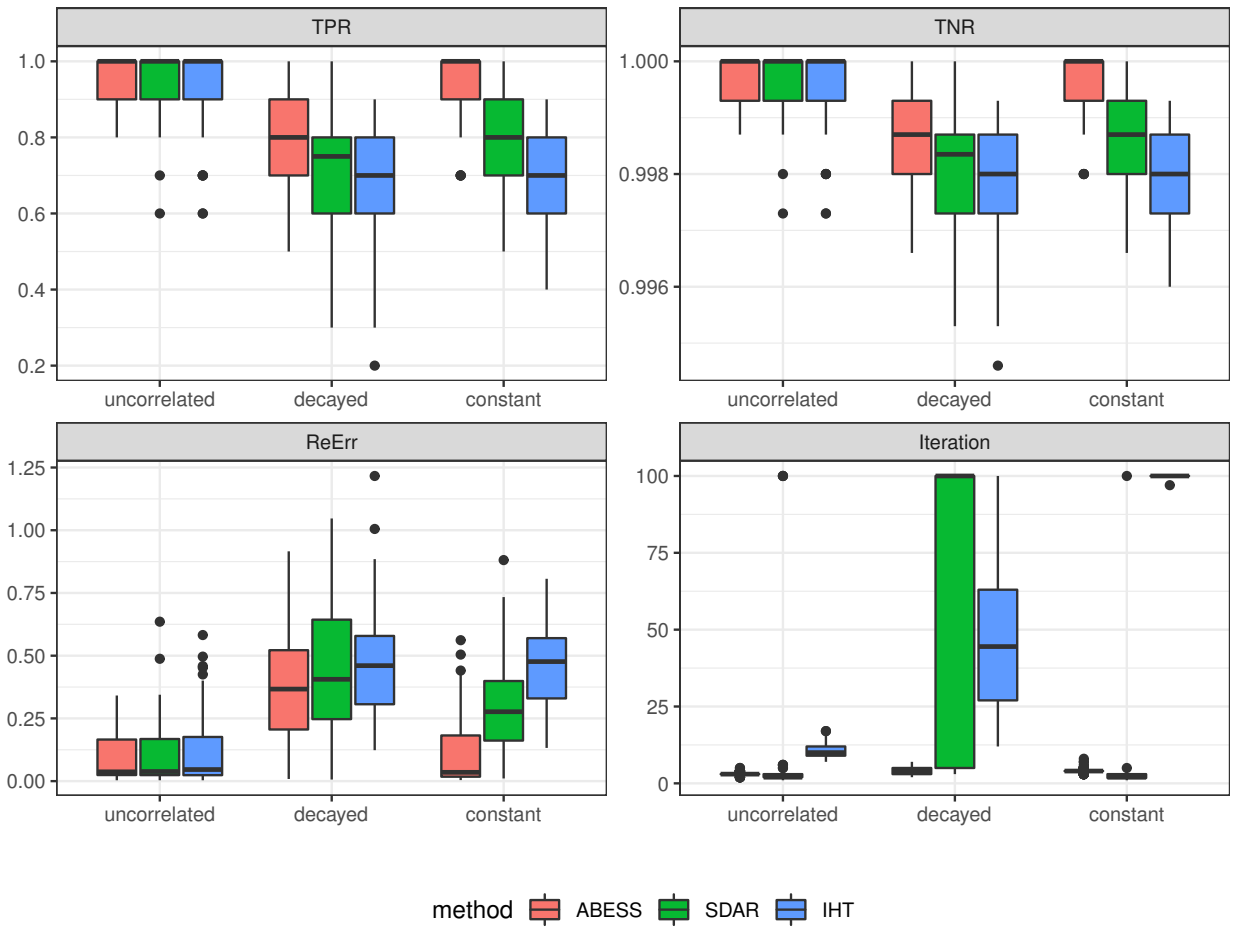 TPR
TNR
1.0
0.8
0.6
0.4
0.2
1.000
0.998
0.996
uncorrelated
decayed
constant
uncorrelated
decayed
constant
ReErr
Iteration
1.25
1.00
0.75
0.50
0.25
0.00
100
75
50
25
0
uncorrelated
decayed
constant
uncorrelated
decayed
constant
method ABESS SDAR IHT